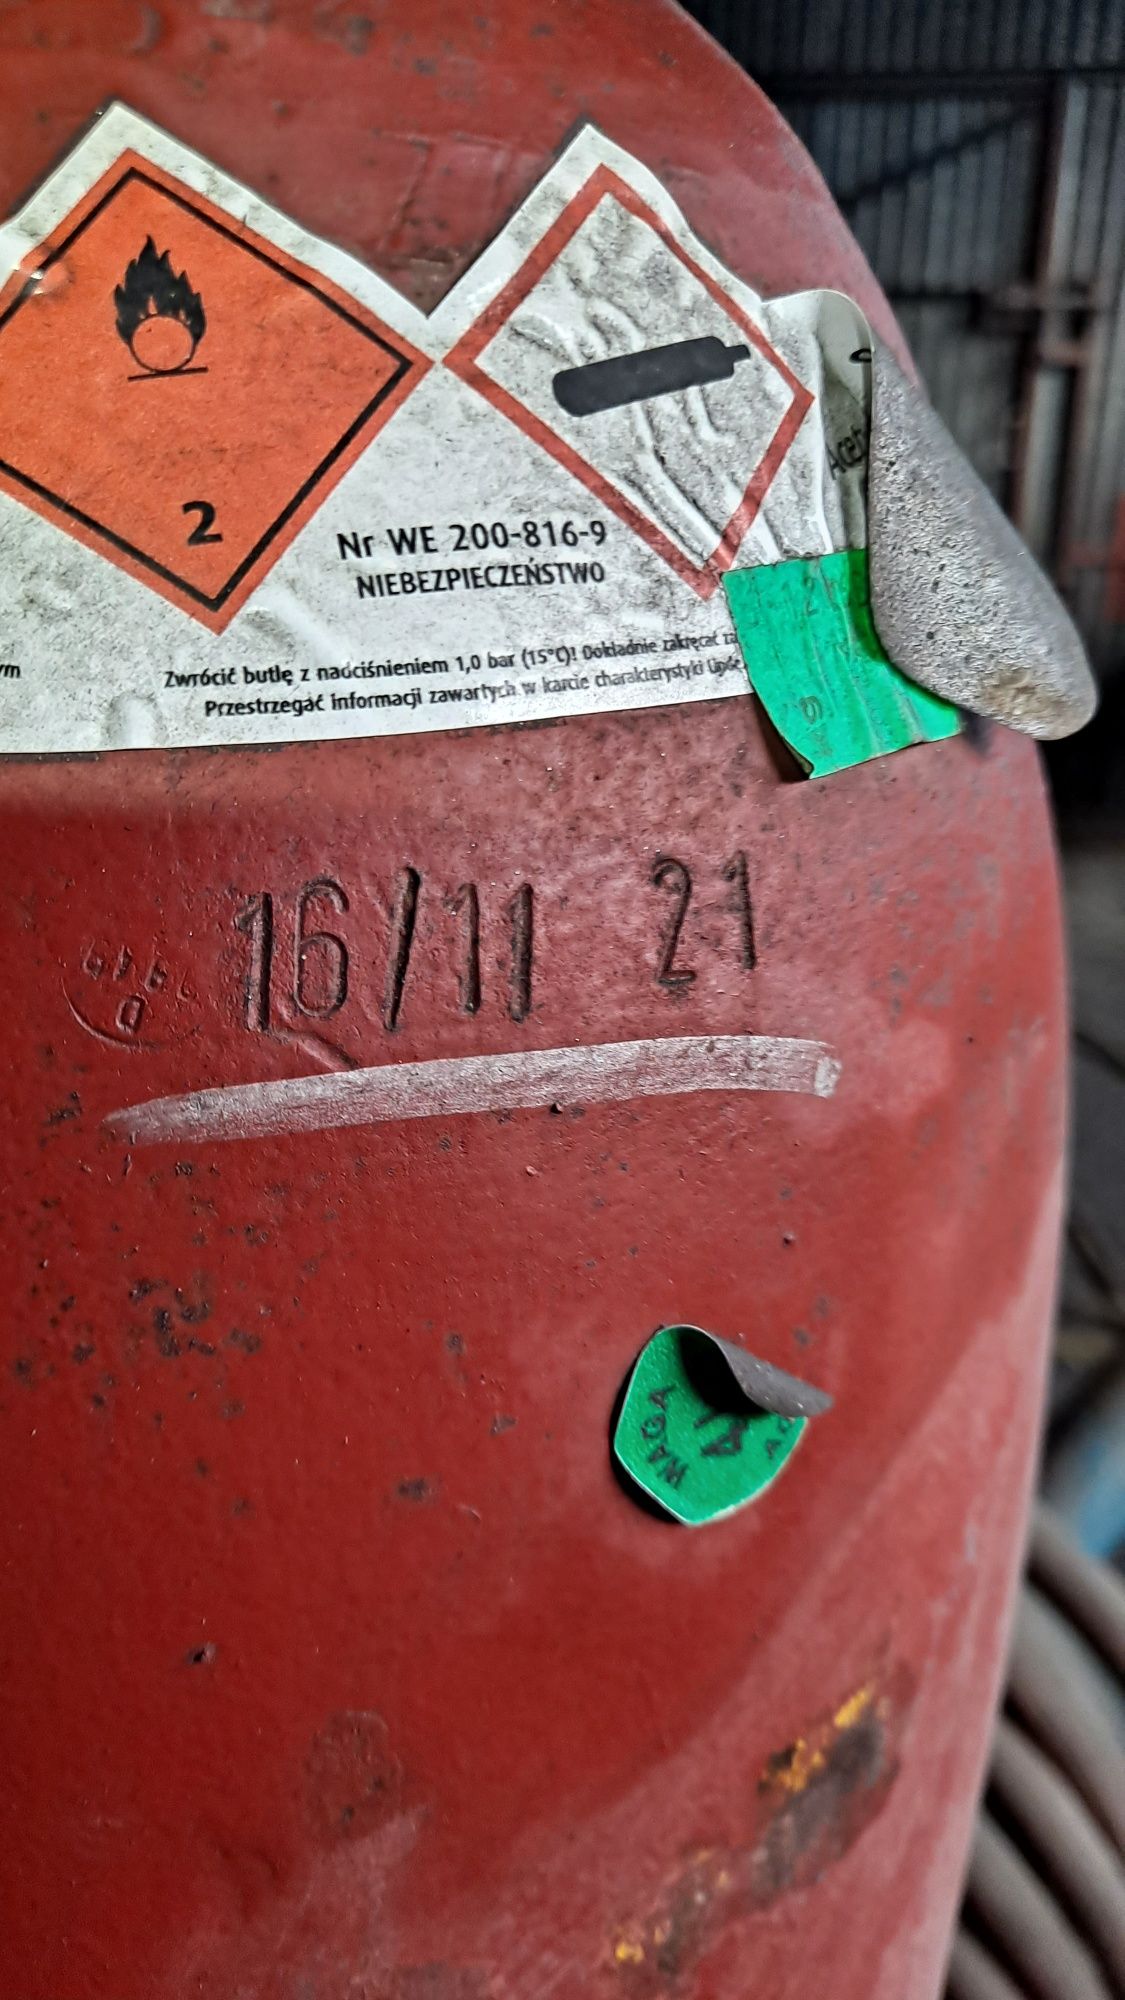 2
Nr WE 200-816-9
NIEBEZPIECZEŃSTWO
Zwrócić butlę z nadciśnieniem 1,0 bar (15°C)! Dokładnie zakręcać
Przestrzegać informacji zawartych w karcie charakterystyki
16/11 21
WAGA